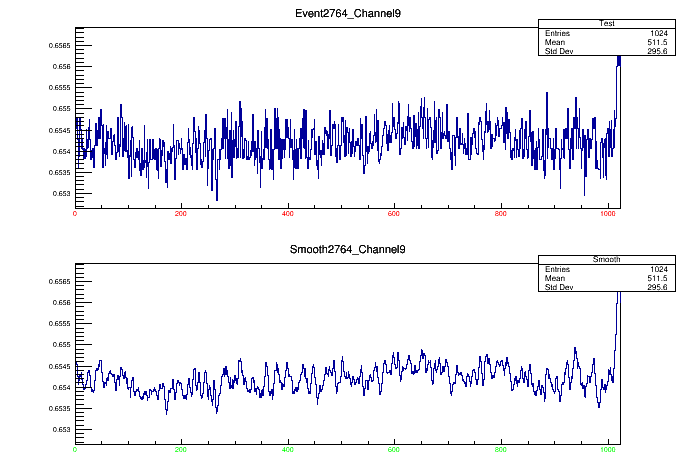 Event2764_Channel9
Test
Entries 1024
Mean 511.5
Std Dev 295.6
0.6565
0.656
0.6555
0.655
0.6545
0.654
0.6535
0.653
0 200 400 600 800 1000
Smooth2764_Channel9
Smooth
Entries 1024
Mean 511.5
Std Dev 295.6
0.6565
0.656
0.6555
0.655
0.6545
0.654
0.6535
0.653
0 200 400 600 800 1000